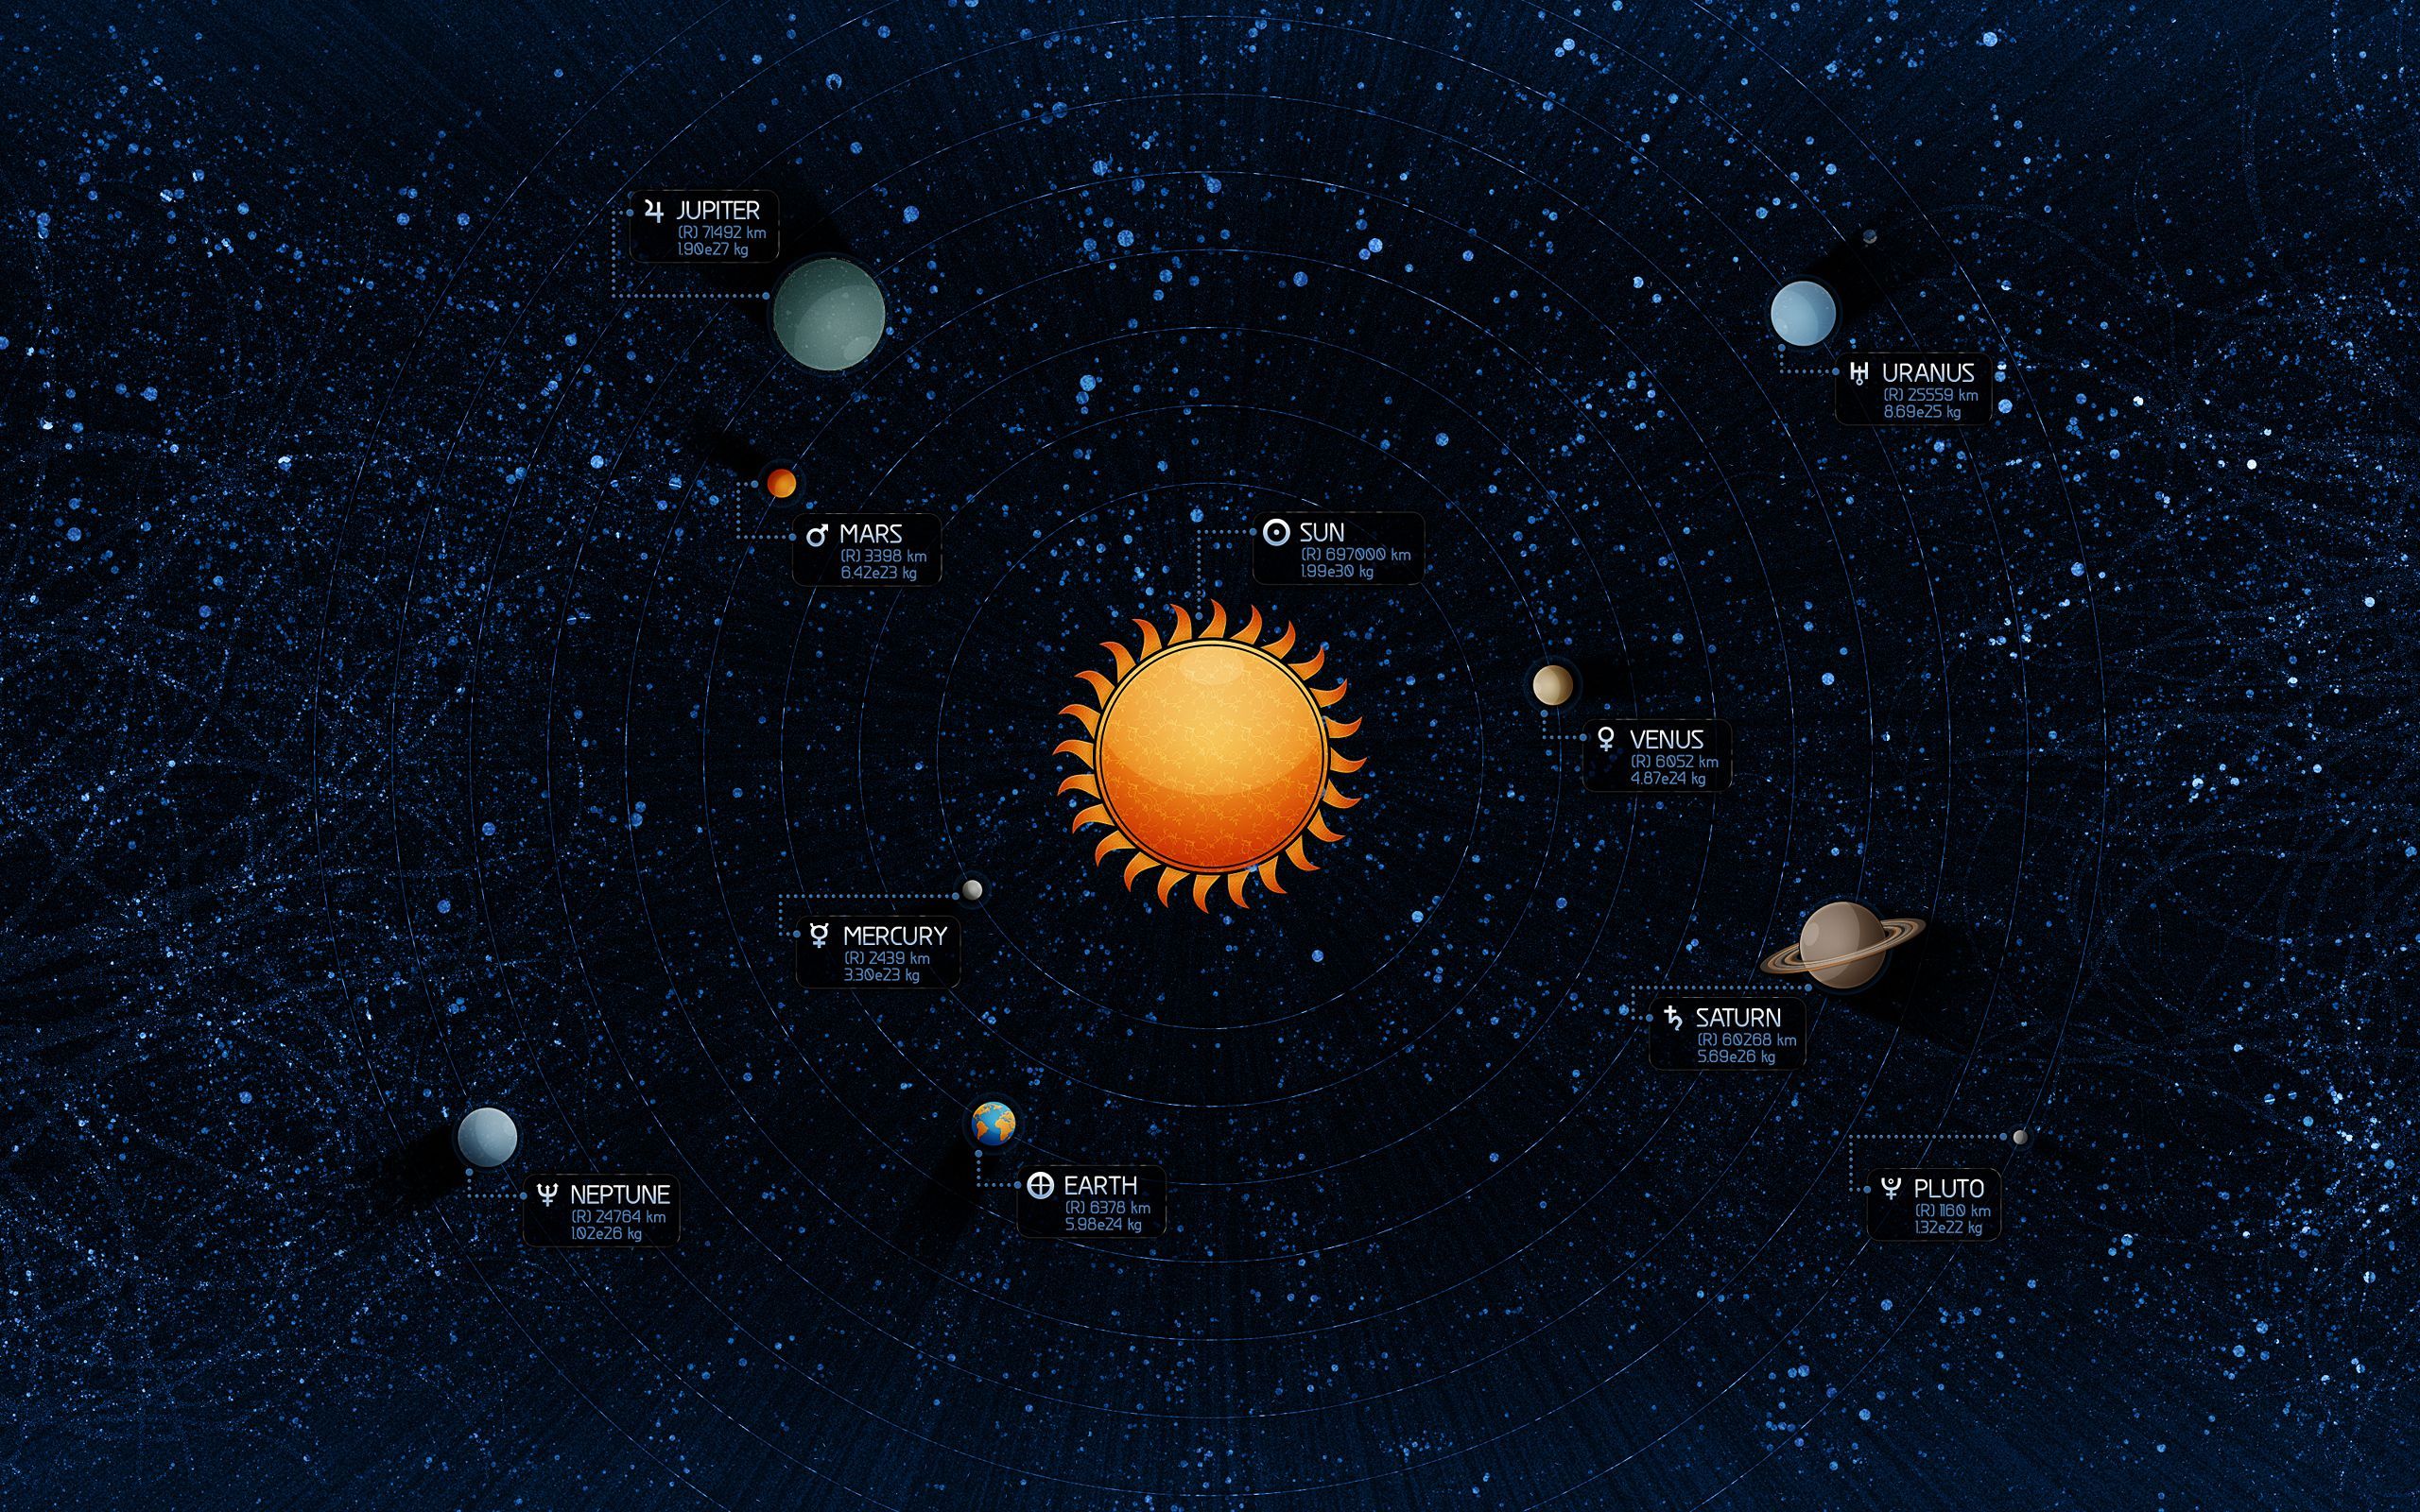 JUPITER
(R) 71492 km
1.90e27 kg
URANUS
(R) 25559 km
8.69e25 kg
MARS
(R) 3398 km
6.42e23 kg
SUN
(R) 697000 km
1.99e30 kg
VENUS
(R) 6052 km
4.87e24 kg
MERCURY
(R) 2439 km
3.30e23 kg
SATURN
(R) 60268 km
5.69e26 kg
NEPTUNE
(R) 24764 km
1.02e26 kg
EARTH
(R) 6378 km
5.98e24 kg
PLUTO
(R) 1160 km
1.32e22 kg